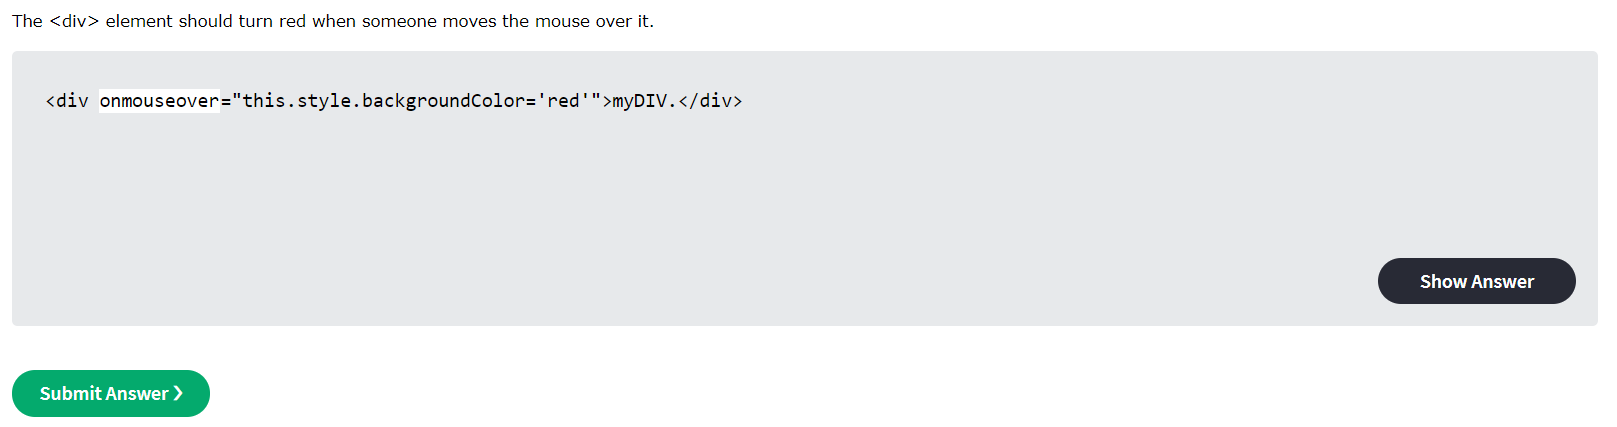 The <div> element should turn red when someone moves the mouse over it.
<div onmouseover="this.style.backgroundColor='red'">myDIV.</div>
Show Answer
Submit Answer ❯